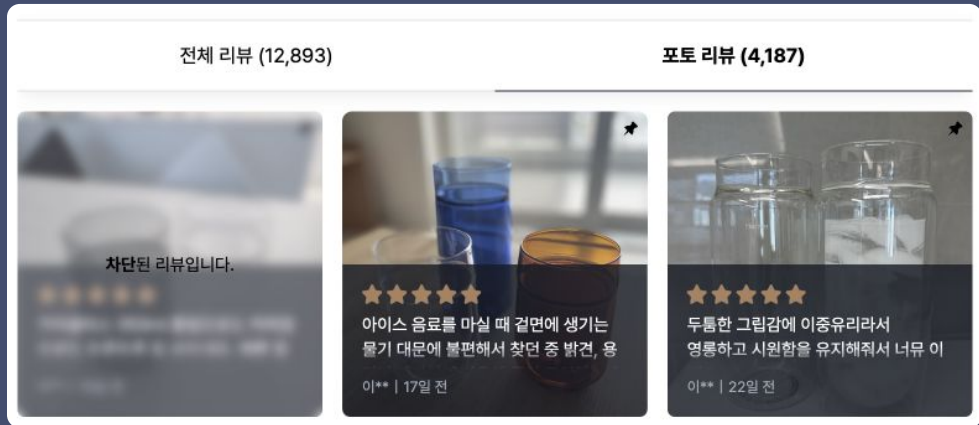 전체 리뷰 (12,893)
포토 리뷰 (4,187)
차단된 리뷰입니다.
아이스 음료를 마실 때 겉면에 생기는
물기 대문에 불편해서 찾던 중 발견, 용
이** | 17일 전
두툼한 그립감에 이중유리라서
영롱하고 시원함을 유지해줘서 너뮤 이
이** | 22일 전